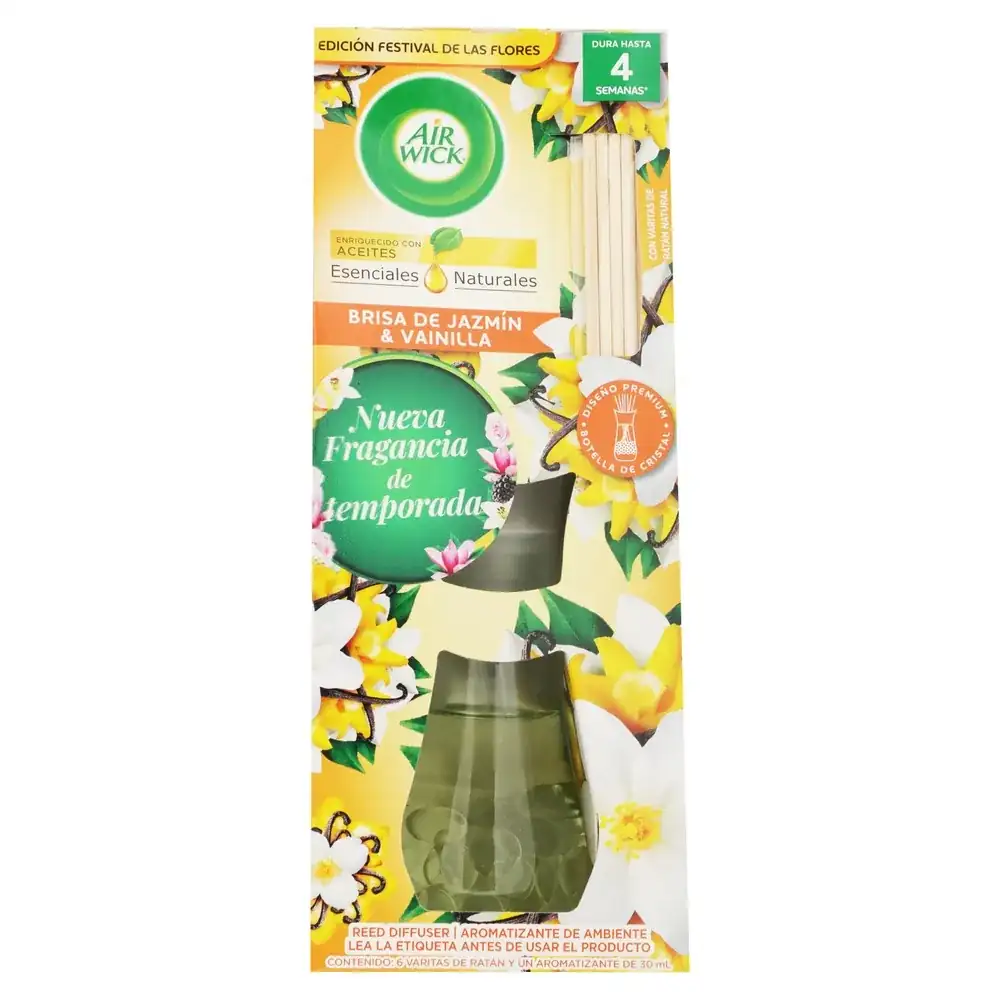 EDICIÓN FESTIVAL DE LAS FLORES
DURA HASTA
4
SEMANAS*
AIR
WICK
ENRIQUECIDO CON
ACEITES
Esenciales Naturales
CON VARITAS DE
RATÁN NATURAL
BRISA DE JAZMÍN
& VAINILLA
Nueva
Fragancia
de
temporada
DISEÑO PREMIUM
BOTELLA DE CRISTAL
REED DIFFUSER | AROMATIZANTE DE AMBIENTE
LEA LA ETIQUETA ANTES DE USAR EL PRODUCTO
CONTENIDO: 6 VARITAS DE RATÁN Y UN AROMATIZANTE DE 30 mL